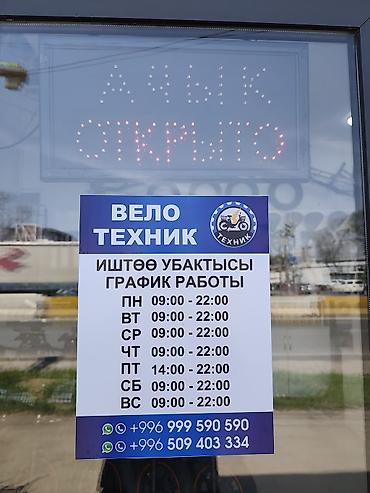 АЧЫК
ОТКРЫТО
ВЕЛО
ТЕХНИК
ТЕХНИК
ИШТӨӨ УБАКТЫСЫ
ГРАФИК РАБОТЫ
ПН 09:00 - 22:00
ВТ 09:00 - 22:00
СР 09:00 - 22:00
ЧТ 09:00 - 22:00
ПТ 14:00 - 22:00
СБ 09:00 - 22:00
ВС 09:00 - 22:00
+996 999 590 590
+996 509 403 334